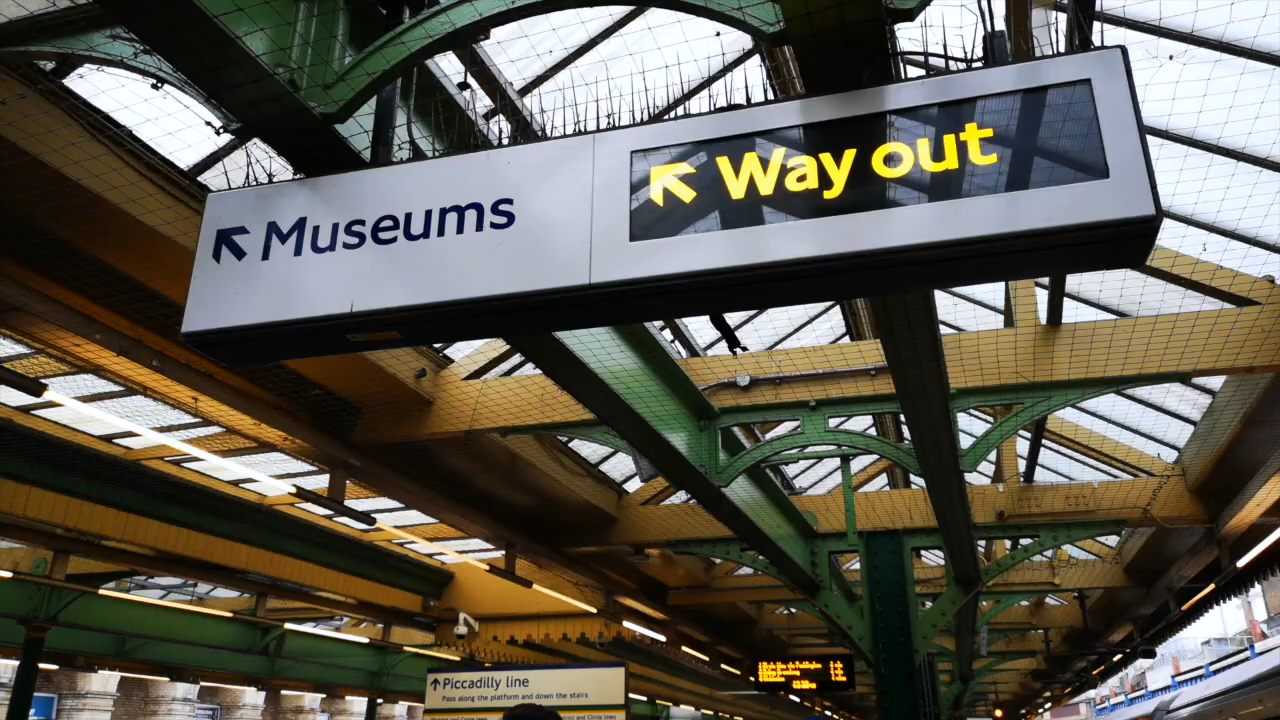 Museums
Way out
Piccadilly line
Pass along the platform and down the stairs